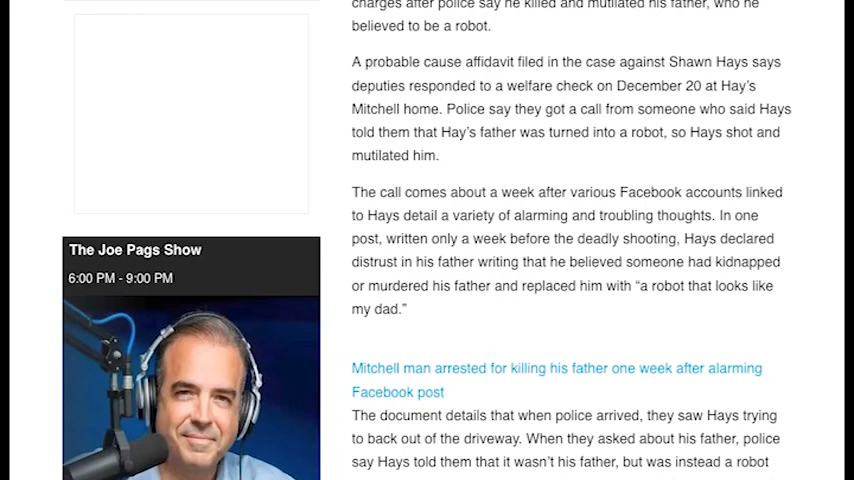 charges after police say he killed and mutilated his father, who he
believed to be a robot.
A probable cause affidavit filed in the case against Shawn Hays says
deputies responded to a welfare check on December 20 at Hay's
Mitchell home. Police say they got a call from someone who said Hays
told them that Hay's father was turned into a robot, so Hays shot and
mutilated him.
The call comes about a week after various Facebook accounts linked
to Hays detail a variety of alarming and troubling thoughts. In one
post, written only a week before the deadly shooting, Hays declared
distrust in his father writing that he believed someone had kidnapped
or murdered his father and replaced him with “a robot that looks like
my dad.”
Mitchell man arrested for killing his father one week after alarming
Facebook post
The document details that when police arrived, they saw Hays trying
to back out of the driveway. When they asked about his father, police
say Hays told them that it wasn't his father, but was instead a robot
The Joe Pags Show
6:00 PM - 9:00 PM